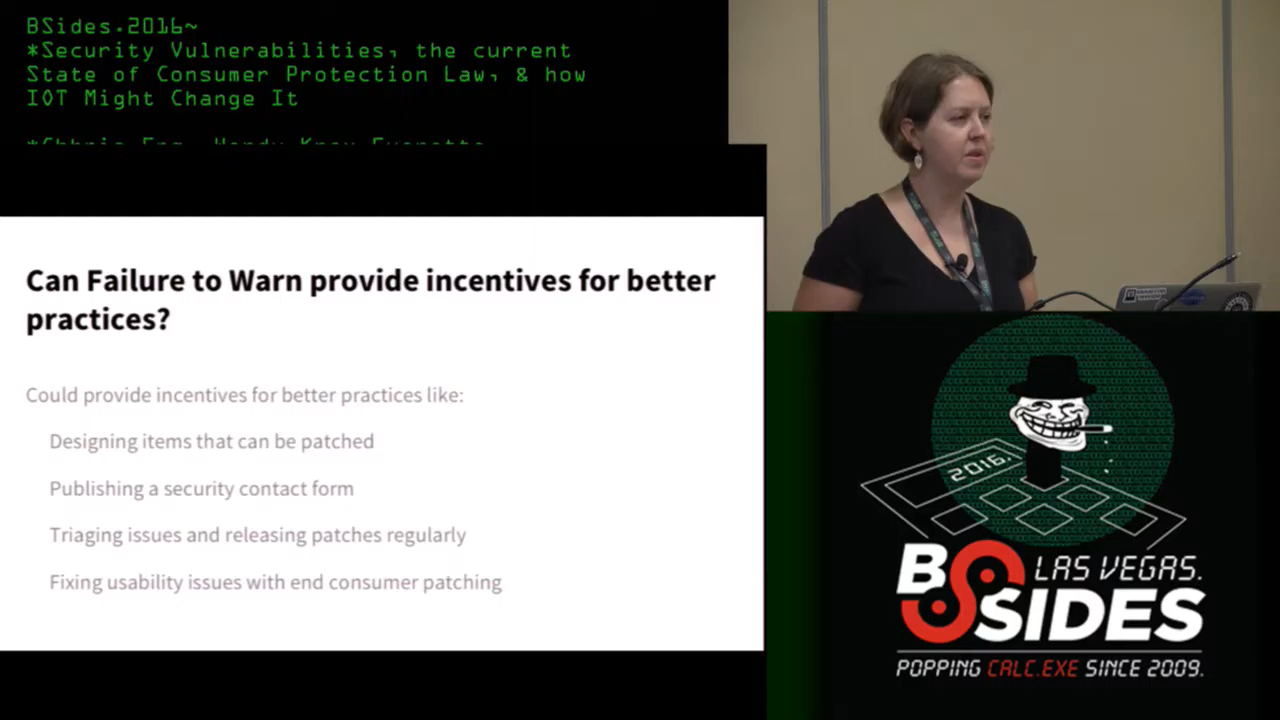 BSides.2016~
*Security Vulnerabilities, the current
State of Consumer Protection Law, & how
IOT Might Change It
Can Failure to Warn provide incentives for better
practices?
Could provide incentives for better practices like:
Designing items that can be patched
Publishing a security contact form
Triaging issues and releasing patches regularly
Fixing usability issues with end consumer patching
2016.
BSIDES
LAS VEGAS.
POPPING CALC.EXE SINCE 2009.